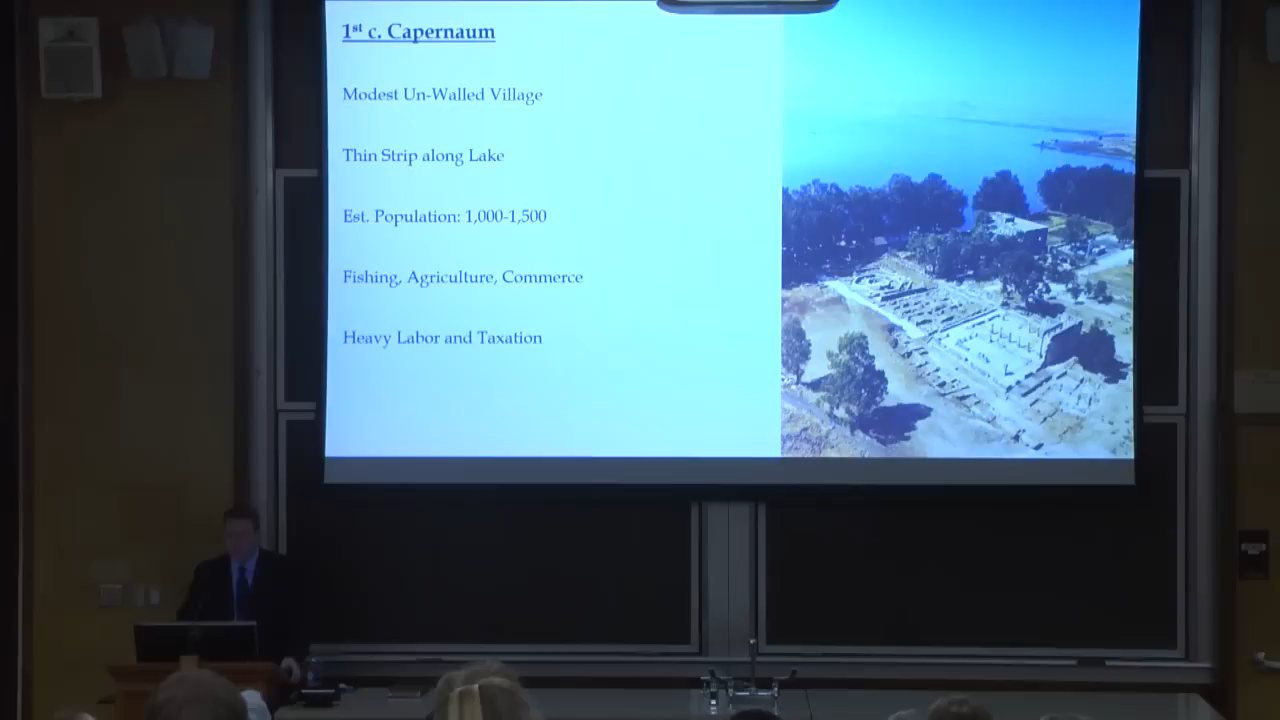 1st c. Capernaum
Modest Un-Walled Village
Thin Strip along Lake
Est. Population: 1,000-1,500
Fishing, Agriculture, Commerce
Heavy Labor and Taxation